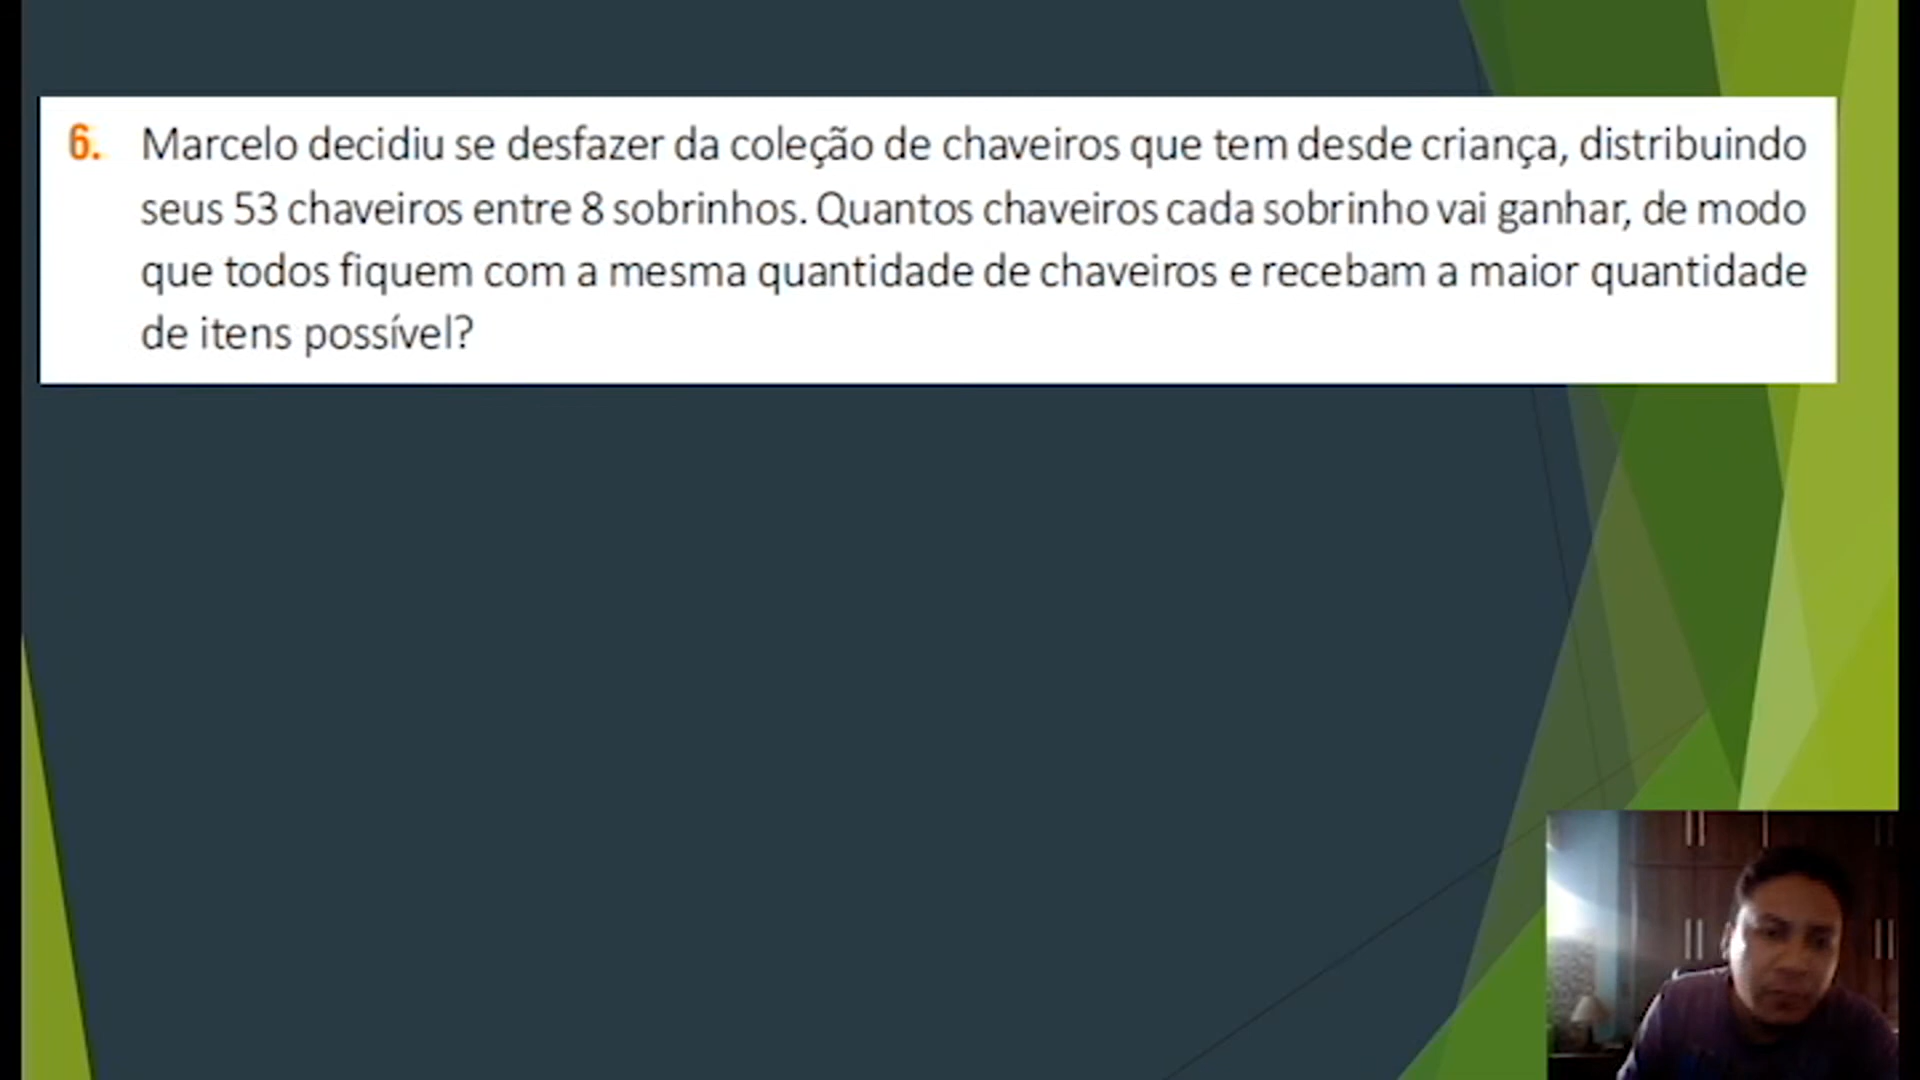 6. Marcelo decidiu se desfazer da coleção de chaveiros que tem desde criança, distribuindo
seus 53 chaveiros entre 8 sobrinhos. Quantos chaveiros cada sobrinho vai ganhar, de modo
que todos fiquem com a mesma quantidade de chaveiros e recebam a maior quantidade
de itens possível?